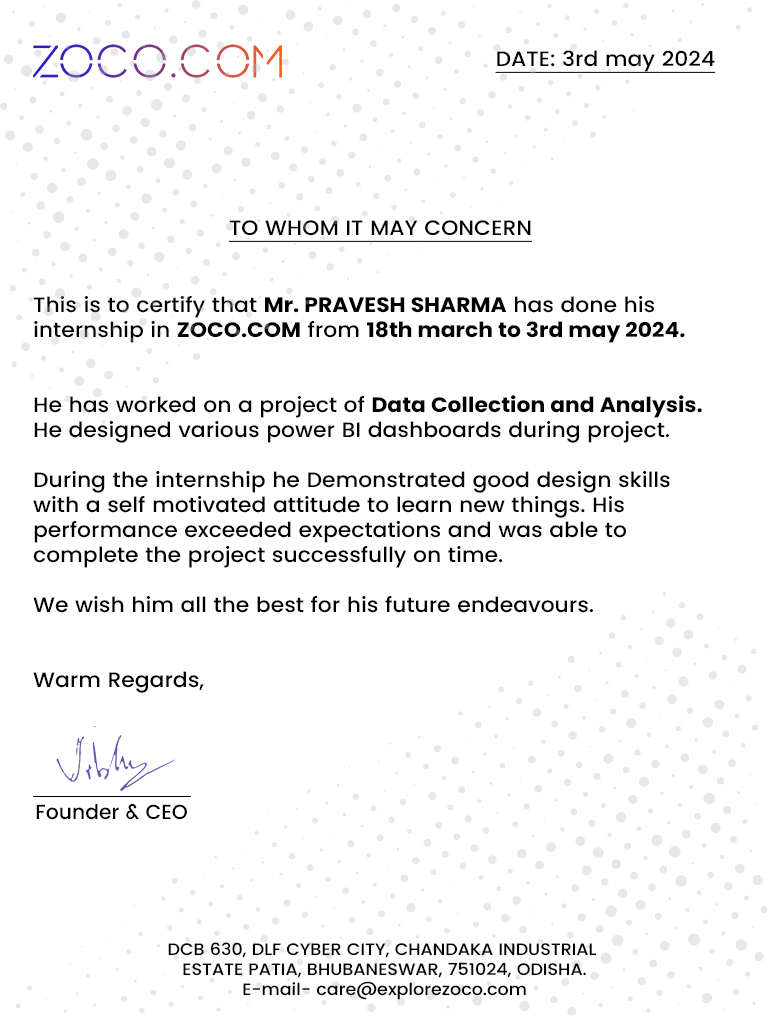 ZOCO.COM
DATE: 3rd may 2024
TO WHOM IT MAY CONCERN
This is to certify that Mr. PRAVESH SHARMA has done his
internship in ZOCO.COM from 18th march to 3rd may 2024.
He has worked on a project of Data Collection and Analysis.
He designed various power BI dashboards during project.
During the internship he Demonstrated good design skills
with a self motivated attitude to learn new things. His
performance exceeded expectations and was able to
complete the project successfully on time.
We wish him all the best for his future endeavours.
Warm Regards,
Founder & CEO
DCB 630, DLF CYBER CITY, CHANDAKA INDUSTRIAL
ESTATE PATIA, BHUBANESWAR, 751024, ODISHA.
E-mail- care@explorezoco.com